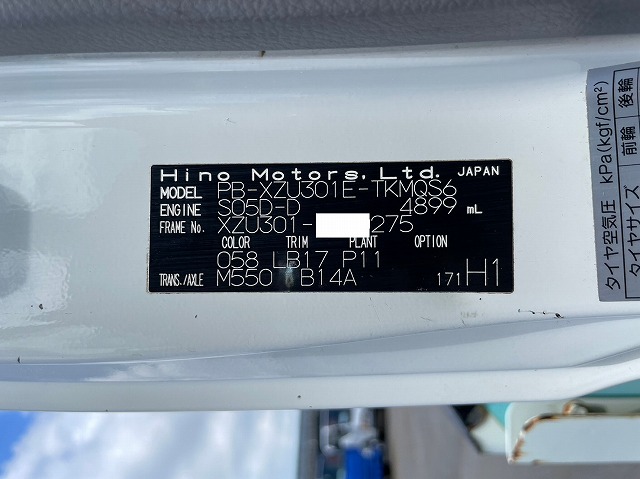 Hino Motors, Ltd. JAPAN
MODEL PB-XZU301E-TKMQS6
ENGINE S05D-D 4899 mL
FRAME No. XZU301- 275
COLOR TRIM PLANT OPTION
058 LB17 P11
TRANS./AXLE M550 B14A 171H1
タイヤサイズ 前輪 後輪
タイヤ空気圧 kPa(kgf/cm²)